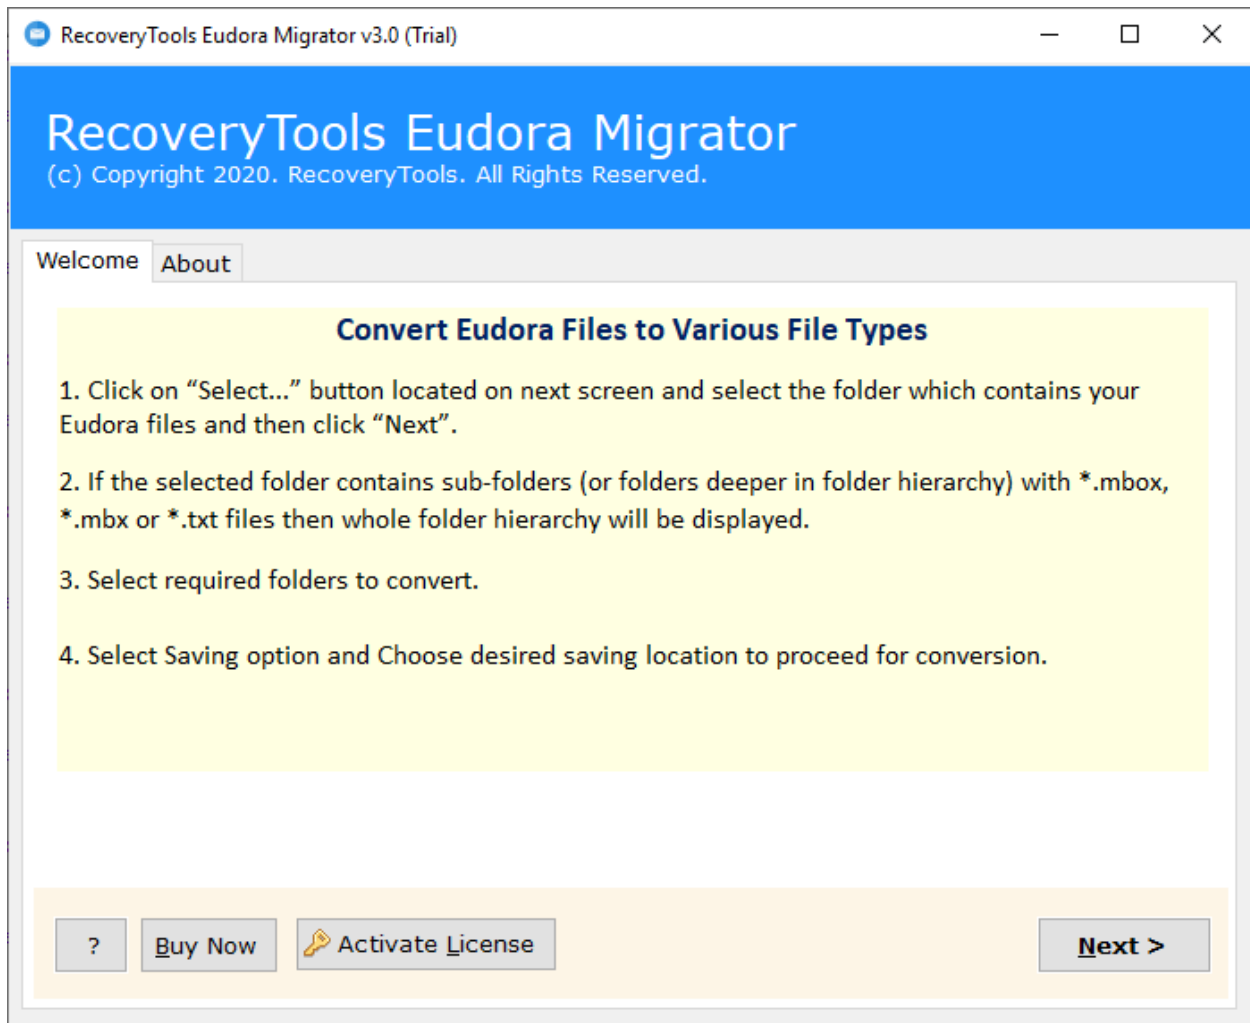 RecoveryTools Eudora Migrator v3.0 (Trial)
RecoveryTools Eudora Migrator
(c) Copyright 2020. RecoveryTools. All Rights Reserved.
Welcome
About
Convert Eudora Files to Various File Types
1. Click on “Select...” button located on next screen and select the folder which contains your
Eudora files and then click “Next”.
2. If the selected folder contains sub-folders (or folders deeper in folder hierarchy) with *.mbox,
*.mbx or *.txt files then whole folder hierarchy will be displayed.
3. Select required folders to convert.
4. Select Saving option and Choose desired saving location to proceed for conversion.
?
Buy Now
Activate License
Next >